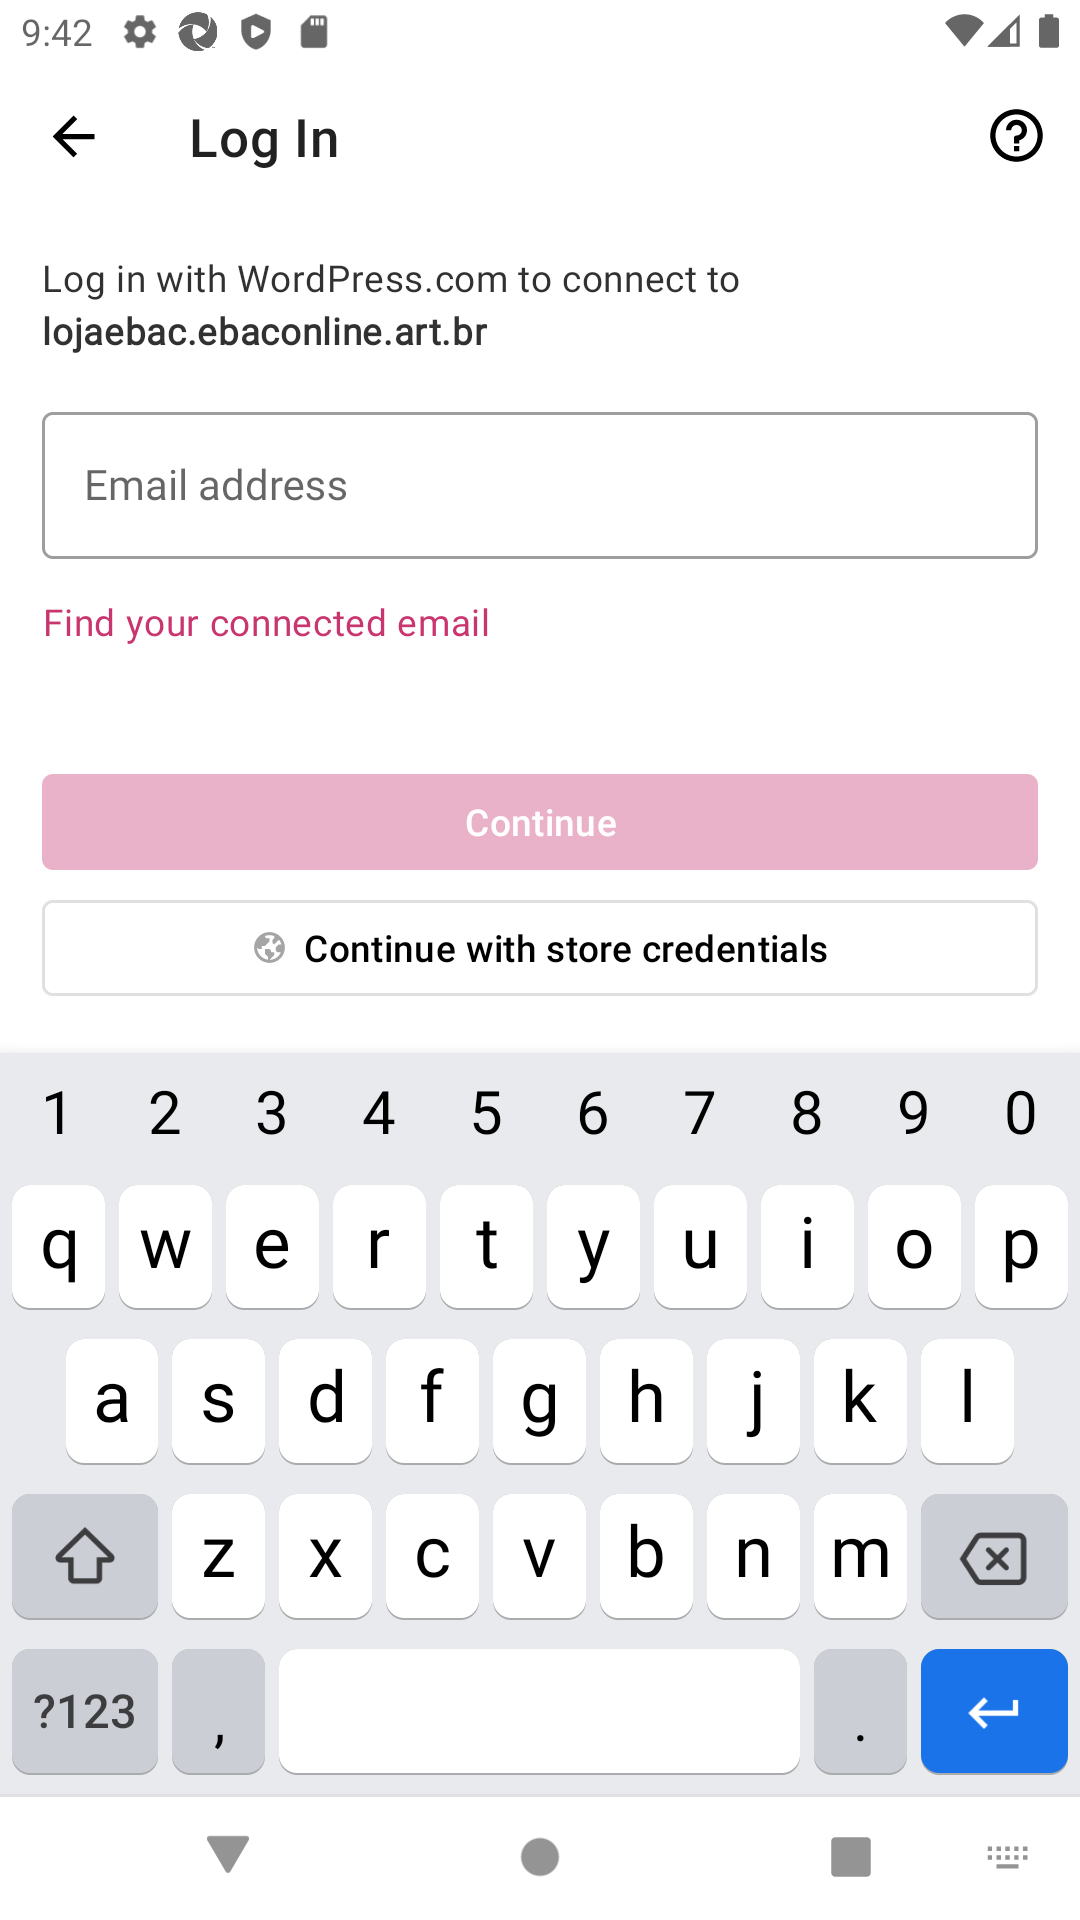 9:42
Log In
Log in with WordPress.com to connect to
lojaebac.ebaconline.art.br
Email address
Find your connected email
Continue
Continue with store credentials
1 2 3 4 5 6 7 8 9 0
q w e r t y u i o p
a s d f g h j k l
z x c v b n m
?123 , .